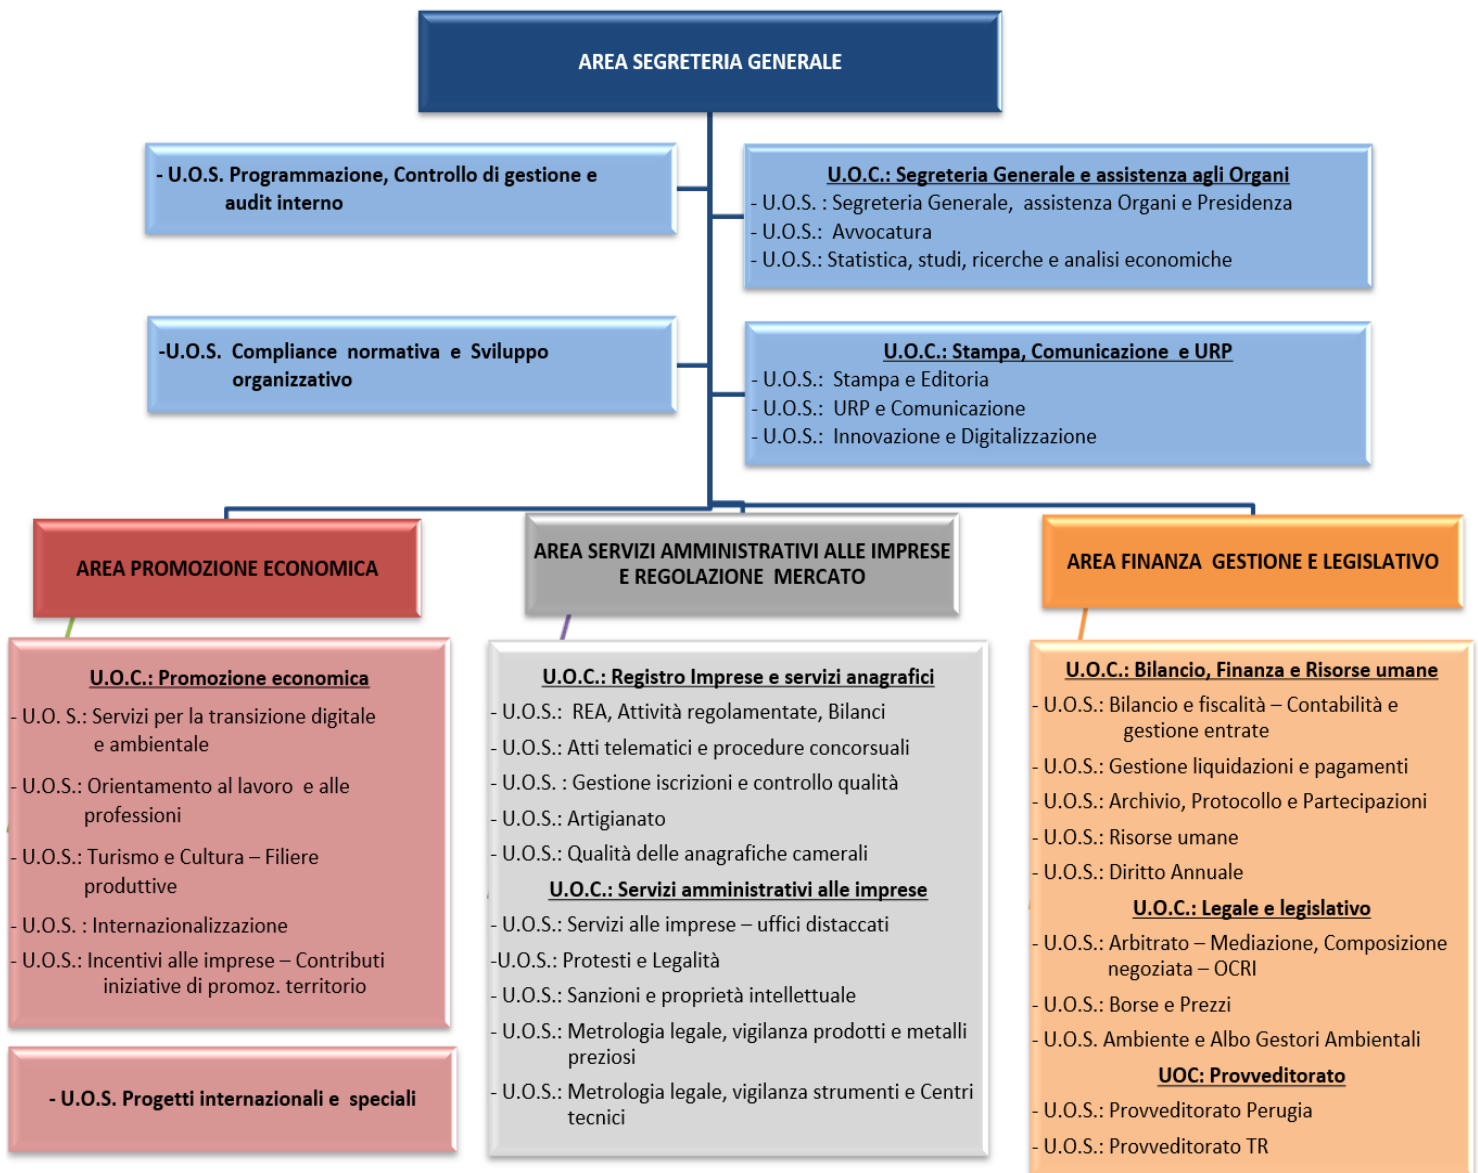 AREA SEGRETERIA GENERALE
- U.O.S. Programmazione, Controllo di gestione e
audit interno
U.O.C.: Segreteria Generale e assistenza agli Organi
- U.O.S. : Segreteria Generale, assistenza Organi e Presidenza
- U.O.S.: Avvocatura
- U.O.S.: Statistica, studi, ricerche e analisi economiche
-U.O.S. Compliance normativa e Sviluppo
organizzativo
U.O.C.: Stampa, Comunicazione e URP
- U.O.S.: Stampa e Editoria
- U.O.S.: URP e Comunicazione
- U.O.S.: Innovazione e Digitalizzazione
AREA PROMOZIONE ECONOMICA
U.O.C.: Promozione economica
- U.O. S.: Servizi per la transizione digitale
e ambientale
- U.O.S.: Orientamento al lavoro e alle
professioni
- U.O.S.: Turismo e Cultura – Filiere
produttive
- U.O.S. : Internazionalizzazione
- U.O.S.: Incentivi alle imprese – Contributi
iniziative di promoz. territorio
- U.O.S. Progetti internazionali e speciali
AREA SERVIZI AMMINISTRATIVI ALLE IMPRESE
E REGOLAZIONE MERCATO
U.O.C.: Registro Imprese e servizi anagrafici
- U.O.S.: REA, Attività regolamentate, Bilanci
- U.O.S.: Atti telematici e procedure concorsuali
- U.O.S. : Gestione iscrizioni e controllo qualità
- U.O.S.: Artigianato
- U.O.S.: Qualità delle anagrafiche camerali
U.O.C.: Servizi amministrativi alle imprese
- U.O.S.: Servizi alle imprese – uffici distaccati
-U.O.S.: Protesti e Legalità
- U.O.S.: Sanzioni e proprietà intellettuale
- U.O.S.: Metrologia legale, vigilanza prodotti e metalli
preziosi
- U.O.S.: Metrologia legale, vigilanza strumenti e Centri
tecnici
AREA FINANZA GESTIONE E LEGISLATIVO
U.O.C.: Bilancio, Finanza e Risorse umane
- U.O.S.: Bilancio e fiscalità – Contabilità e
gestione entrate
- U.O.S.: Gestione liquidazioni e pagamenti
- U.O.S.: Archivio, Protocollo e Partecipazioni
- U.O.S.: Risorse umane
- U.O.S.: Diritto Annuale
U.O.C.: Legale e legislativo
- U.O.S.: Arbitrato – Mediazione, Composizione
negoziata – OCRI
- U.O.S.: Borse e Prezzi
- U.O.S. Ambiente e Albo Gestori Ambientali
UOC: Provveditorato
- U.O.S.: Provveditorato Perugia
- U.O.S.: Provveditorato TR